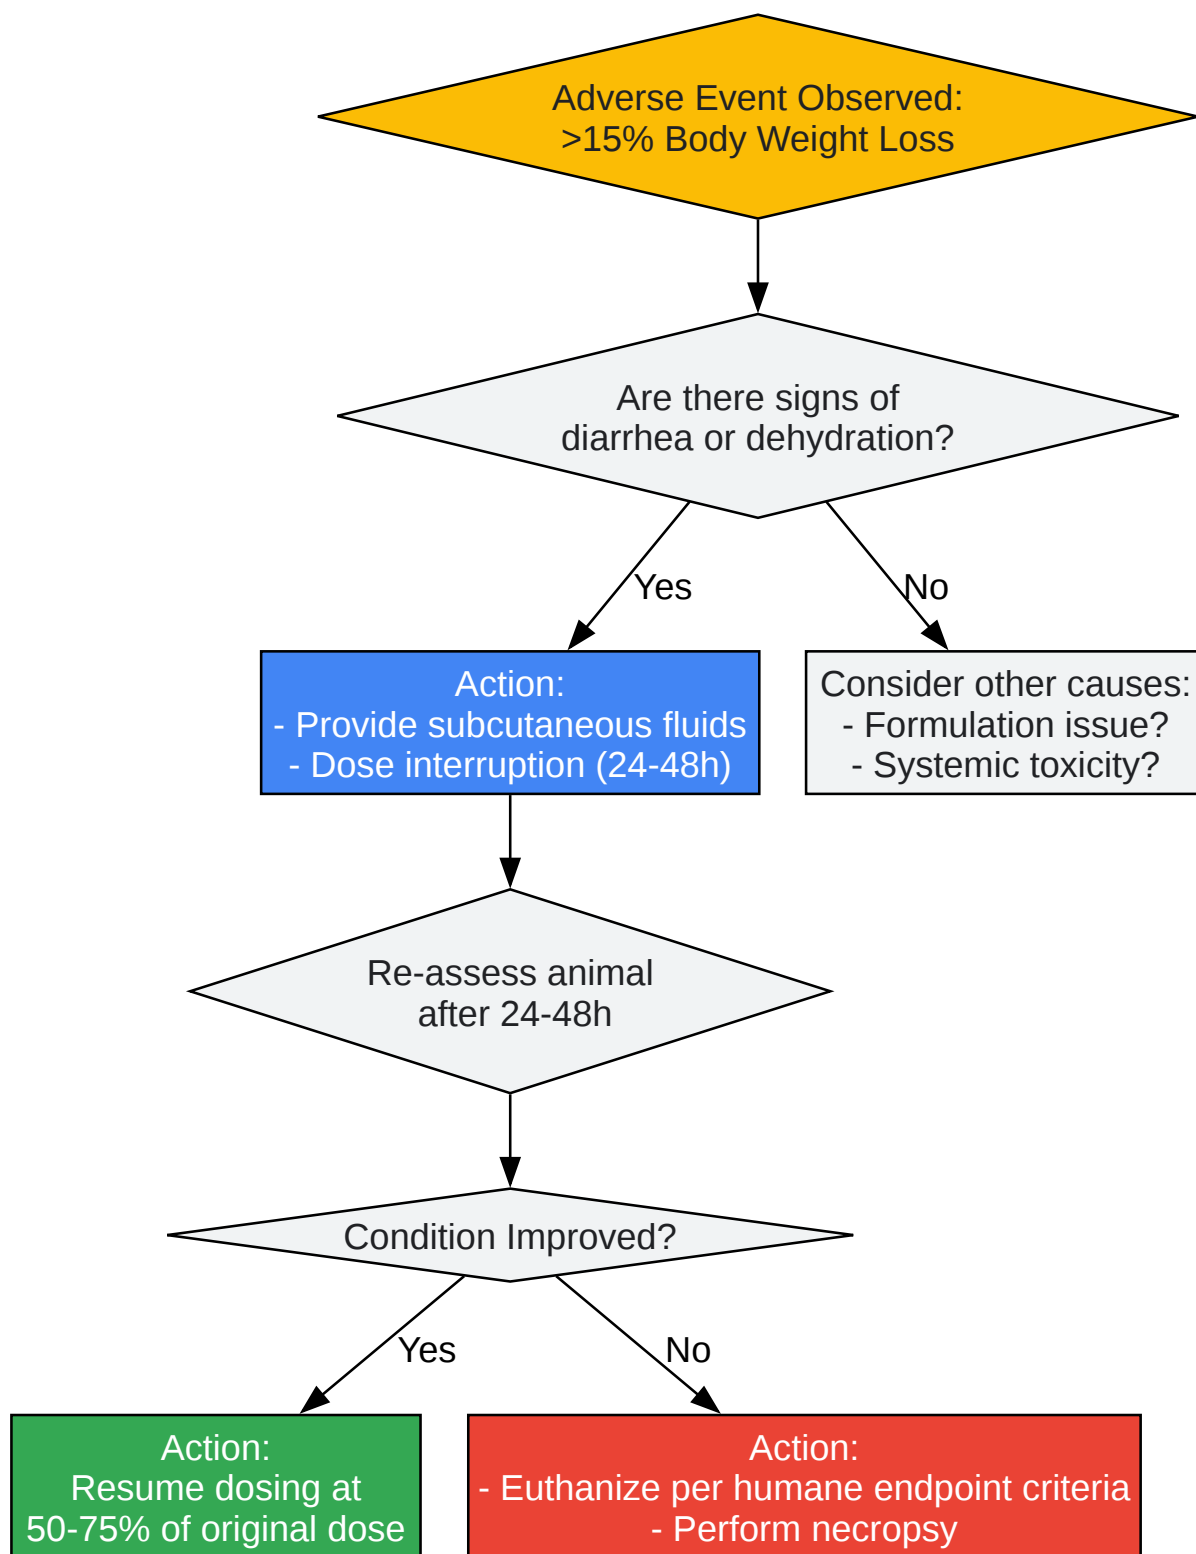 Adverse Event Observed:
>15% Body Weight Loss
Are there signs of
diarrhea or dehydration?
Yes
No
Action:
- Provide subcutaneous fluids
- Dose interruption (24-48h)
Consider other causes:
- Formulation issue?
- Systemic toxicity?
Re-assess animal
after 24-48h
Condition Improved?
Yes
No
Action:
Resume dosing at
50-75% of original dose
Action:
- Euthanize per humane endpoint criteria
- Perform necropsy